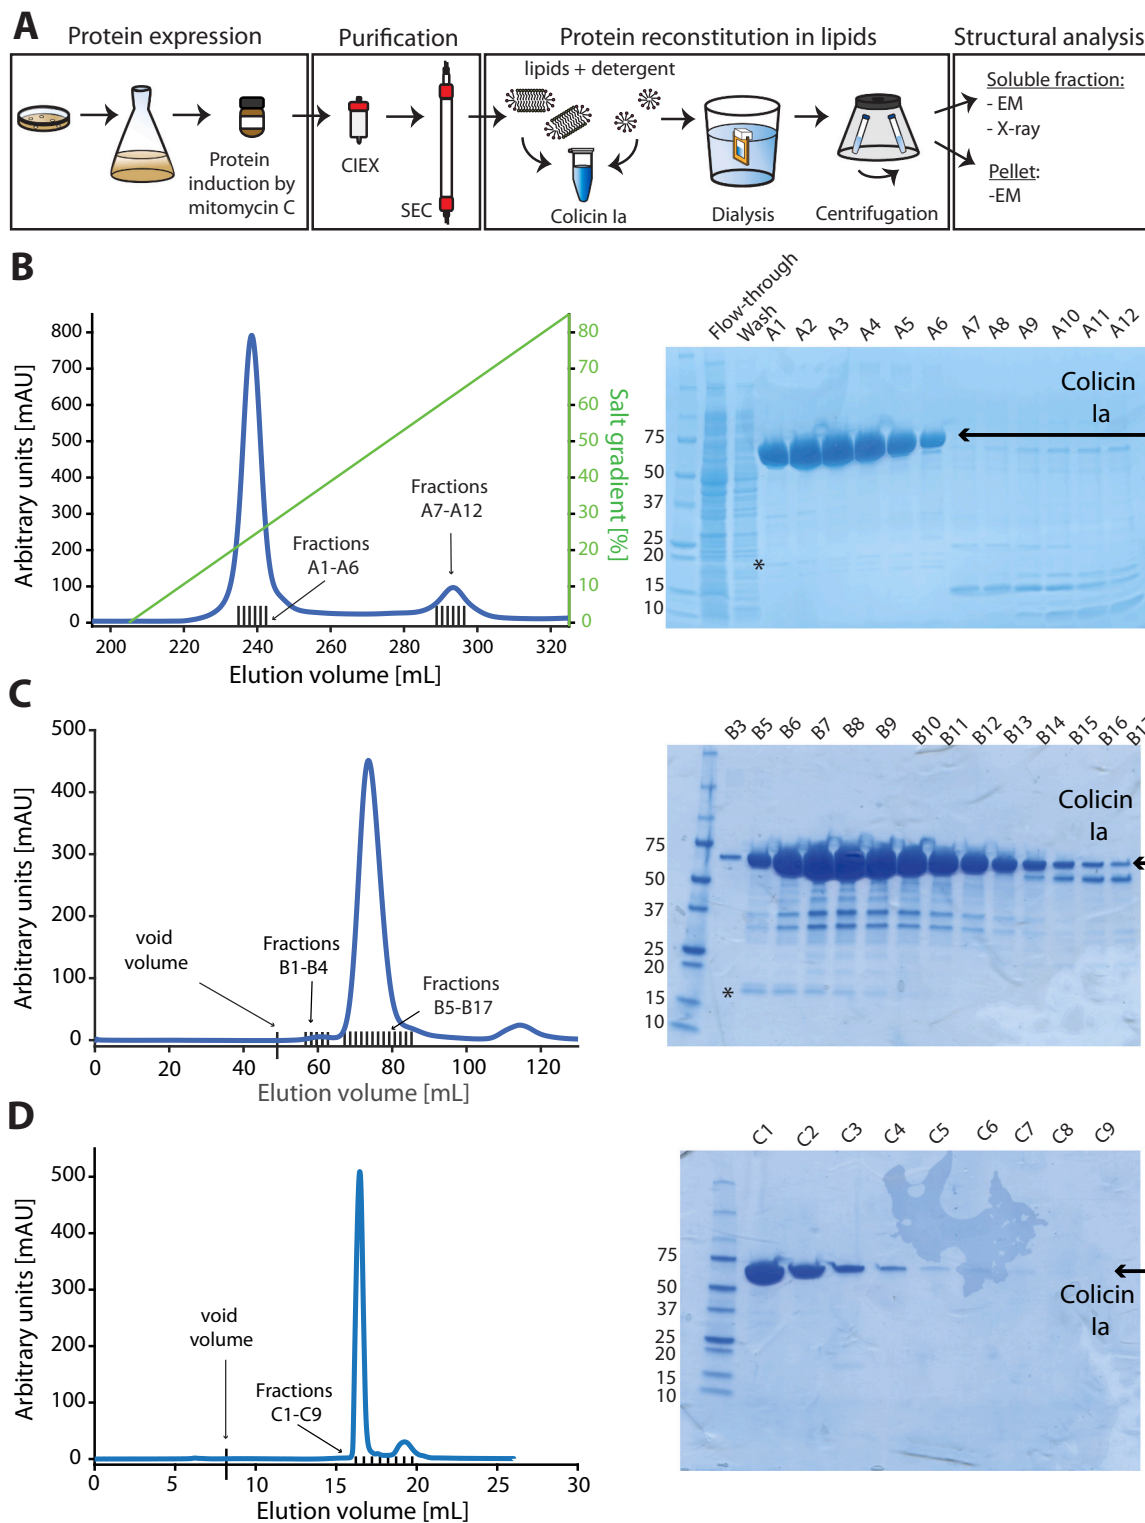 A
Protein expression
Purification
Protein reconstitution in lipids
Structural analysis
Protein
induction by
mitomycin C
CIEX
SEC
lipids + detergent
Colicin Ia
Dialysis
Centrifugation
Soluble fraction:
- EM
- X-ray
Pellet:
-EM
B
Arbitrary units [mAU]
800
700
600
500
400
300
200
100
0
200
220
240
260
280
300
320
Elution volume [mL]
80
70
60
50
40
30
20
10
0
Salt gradient [%]
Fractions
A1-A6
Fractions
A7-A12
Flow-through
Wash
A1
A2
A3
A4
A5
A6
A7
A8
A9
A10
A11
A12
75
50
37
25
20
15
10
*
Colicin
Ia
C
Arbitrary units [mAU]
500
400
300
200
100
0
0
20
40
60
80
100
120
Elution volume [mL]
void
volume
Fractions
B1-B4
Fractions
B5-B17
B3
B5
B6
B7
B8
B9
B10
B11
B12
B13
B14
B15
B16
75
50
37
25
20
15
10
*
Colicin
Ia
D
Arbitrary units [mAU]
500
400
300
200
100
0
0
5
10
15
20
25
30
Elution volume [mL]
void
volume
Fractions
C1-C9
C1
C2
C3
C4
C5
C6
C7
C8
C9
75
50
37
25
20
15
10
Colicin
Ia